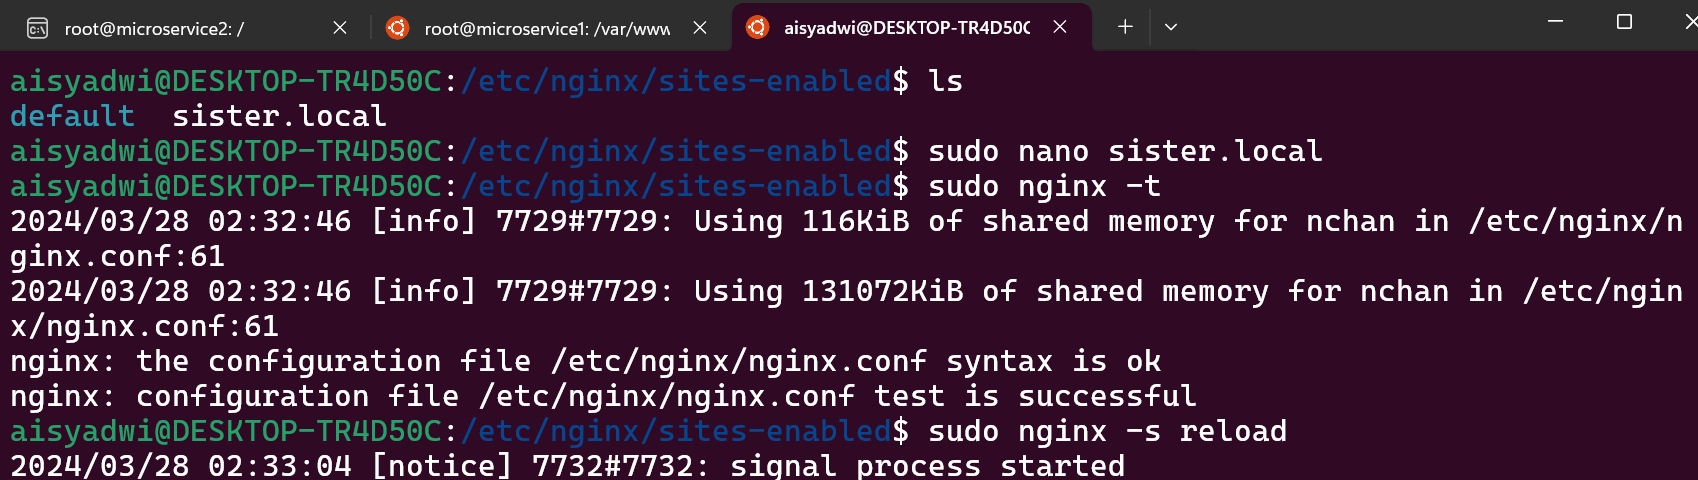 root@microservice2: /
root@microservice1: /var/www
aisyadwi@DESKTOP-TR4D50C
aisyadwi@DESKTOP-TR4D50C:/etc/nginx/sites-enabled$ ls
default  sister.local
aisyadwi@DESKTOP-TR4D50C:/etc/nginx/sites-enabled$ sudo nano sister.local
aisyadwi@DESKTOP-TR4D50C:/etc/nginx/sites-enabled$ sudo nginx -t
2024/03/28 02:32:46 [info] 7729#7729: Using 116KiB of shared memory for nchan in /etc/nginx/n
ginx.conf:61
2024/03/28 02:32:46 [info] 7729#7729: Using 131072KiB of shared memory for nchan in /etc/ngin
x/nginx.conf:61
nginx: the configuration file /etc/nginx/nginx.conf syntax is ok
nginx: configuration file /etc/nginx/nginx.conf test is successful
aisyadwi@DESKTOP-TR4D50C:/etc/nginx/sites-enabled$ sudo nginx -s reload
2024/03/28 02:33:04 [notice] 7732#7732: signal process started